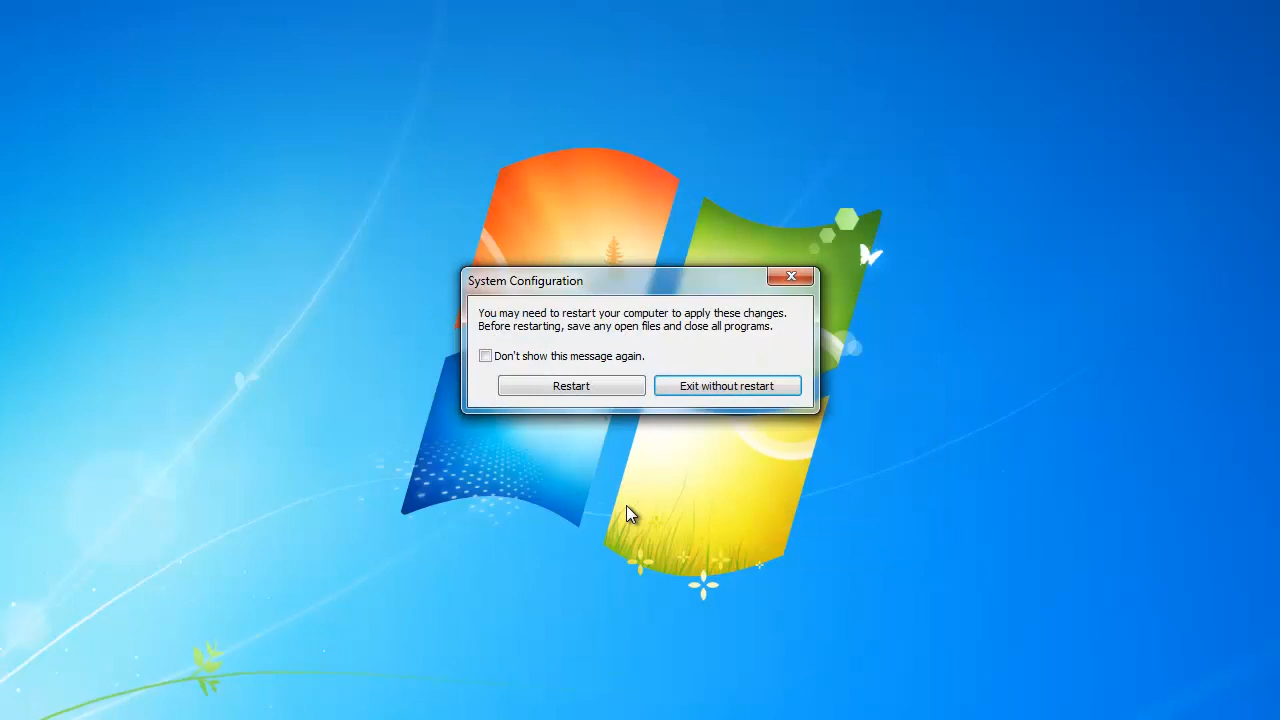 System Configuration
You may need to restart your computer to apply these changes.
Before restarting, save any open files and close all programs.
Don't show this message again.
Restart
Exit without restart